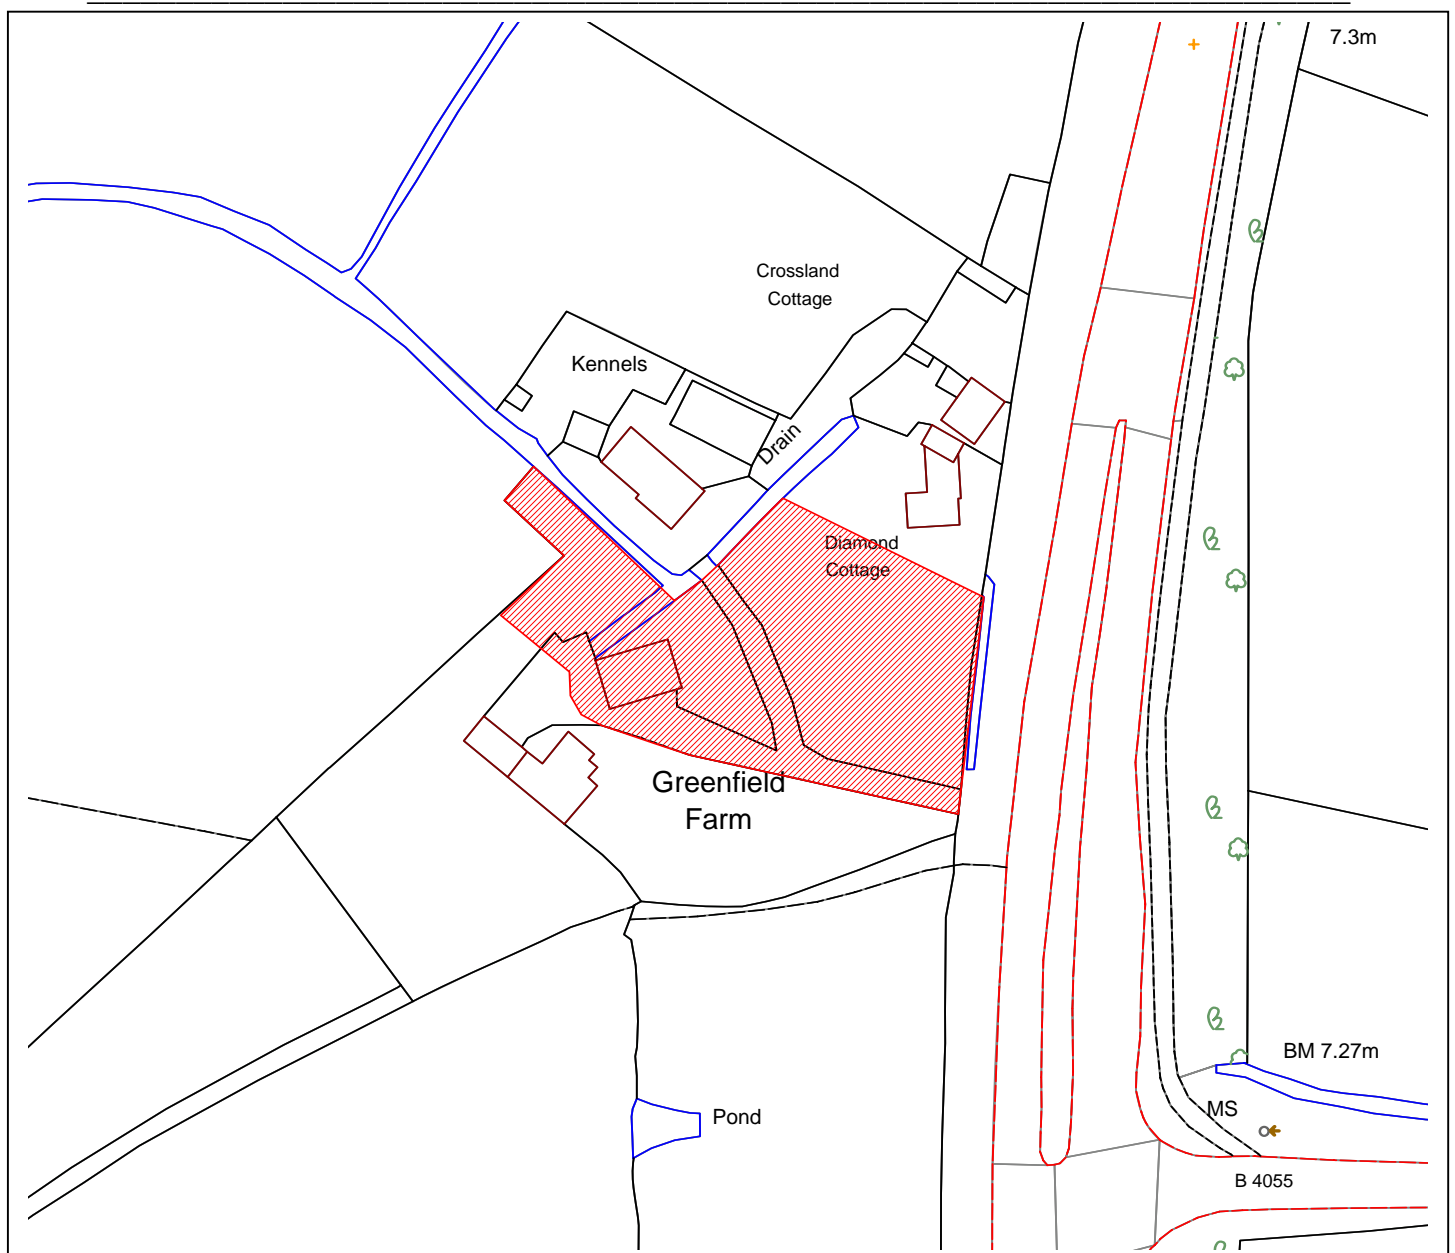 7.3m
Crossland
Cottage
Kennels
Drain
Diamond
Cottage
Greenfield
Farm
BM 7.27m
MS
Pond
B 4055